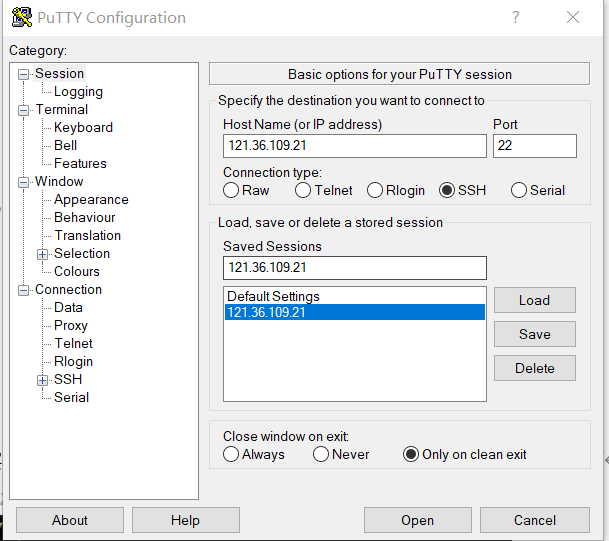 PuTTY Configuration
Category:
Session
Logging
Terminal
Keyboard
Bell
Features
Window
Appearance
Behaviour
Translation
Selection
Colours
Connection
Data
Proxy
Telnet
Rlogin
SSH
Serial
Basic options for your PuTTY session
Specify the destination you want to connect to
Host Name (or IP address) Port
121.36.109.21 22
Connection type:
Raw Telnet Rlogin SSH Serial
Load, save or delete a stored session
Saved Sessions
121.36.109.21
Default Settings
121.36.109.21
Load
Save
Delete
Close window on exit:
Always Never Only on clean exit
About Help Open Cancel